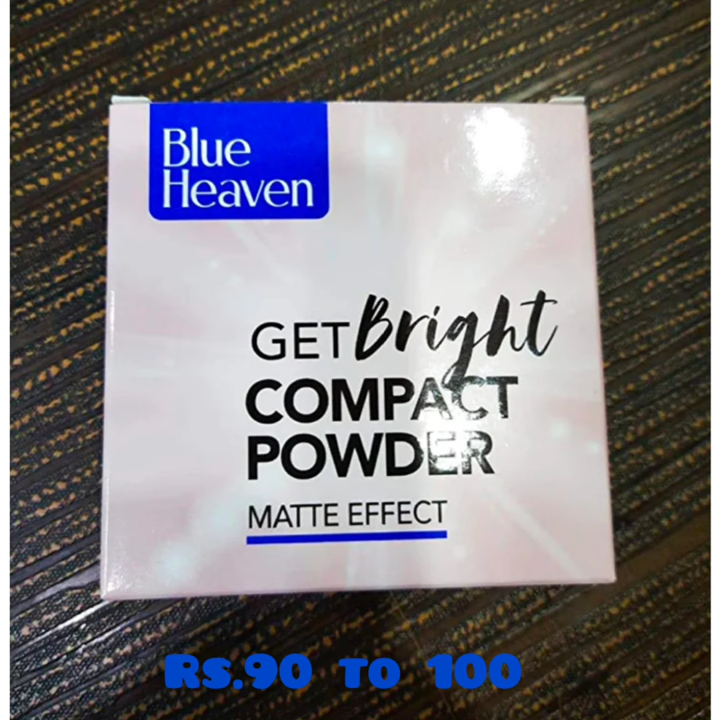 Blue
Heaven
GET Bright
COMPACT
POWDER
MATTE EFFECT
Rs.90 to 100